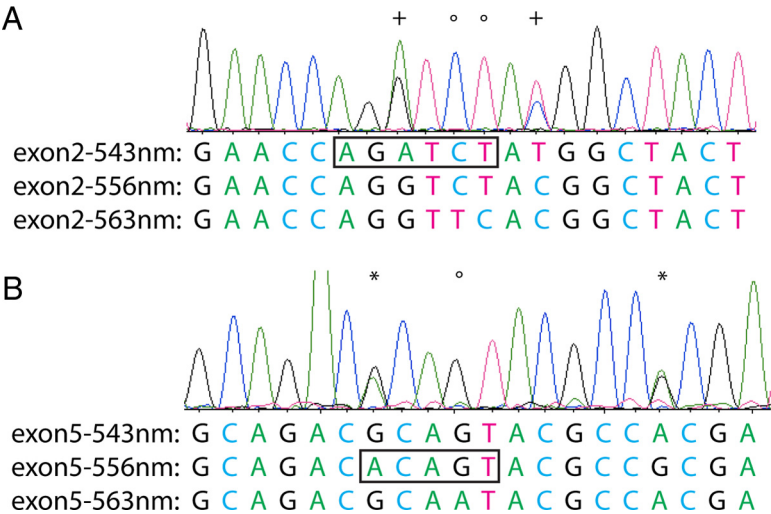 A
+ ° ° +
exon2-543nm: G A A C C A G A T C T A T G G C T A C T
exon2-556nm: G A A C C A G G T C T A C G G C T A C T
exon2-563nm: G A A C C A G G T T C A C G G C T A C T
B
* ° *
exon5-543nm: G C A G A C G C A G T A C G C C A C G A
exon5-556nm: G C A G A C A C A G T A C G C C G C G A
exon5-563nm: G C A G A C G C A A T A C G C C A C G A